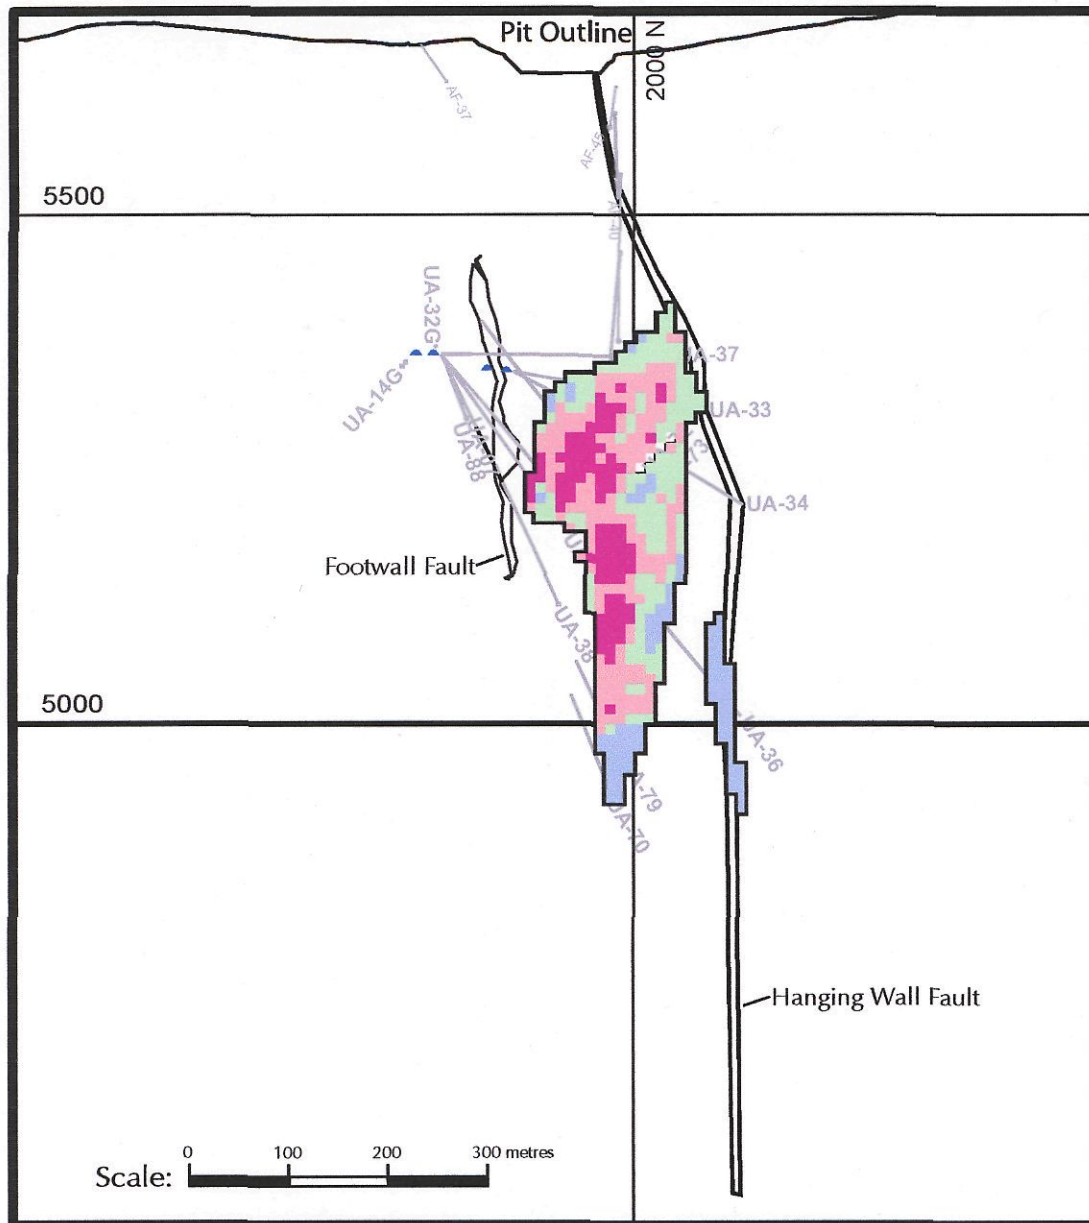 Pit Outline
2000 N
AF-37
AF-45
5500
UA-32G
UA-14G
UA-37
UA-33
UA-88
UA-34
Footwall Fault
UA-38
5000
UA-36
UA-79
UA-70
Hanging Wall Fault
0 100 200 300 metres
Scale: